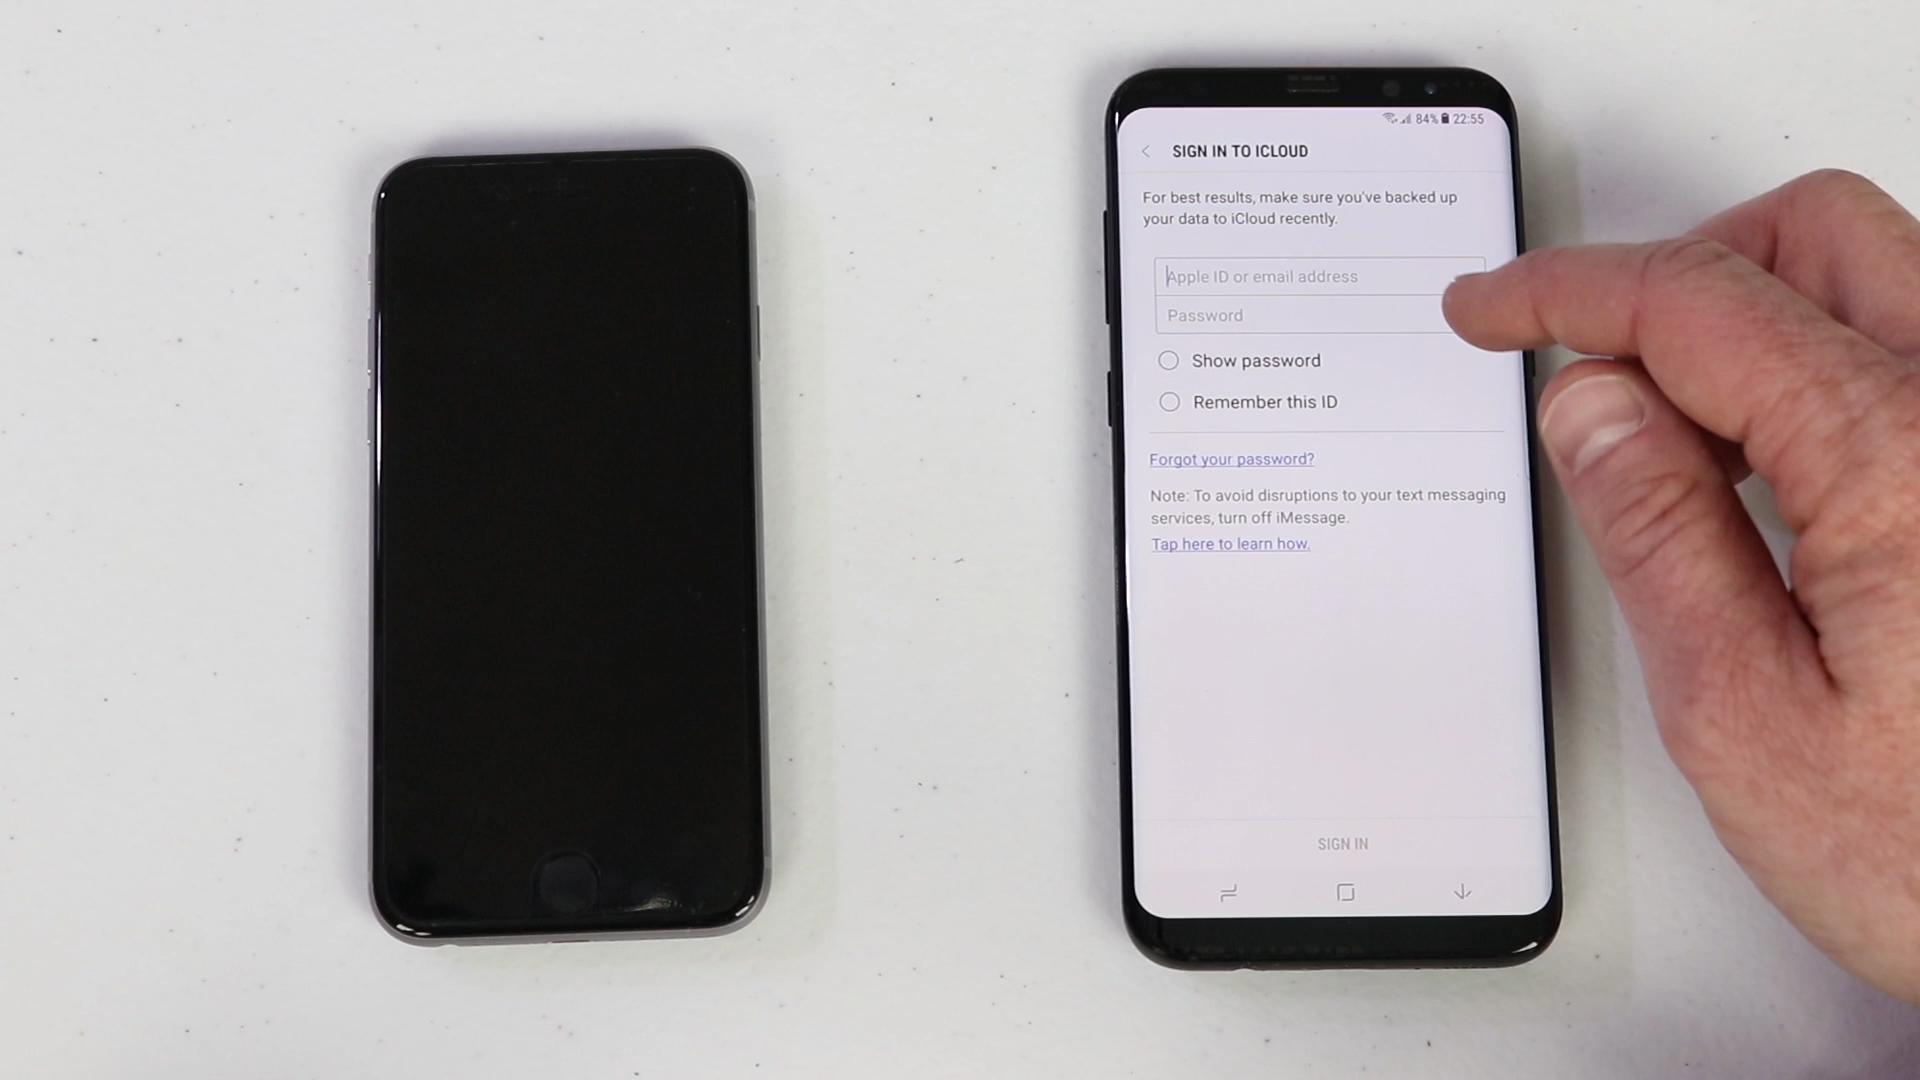 84% 22:55
SIGN IN TO ICLOUD
For best results, make sure you've backed up
your data to iCloud recently.
Apple ID or email address
Password
Show password
Remember this ID
Forgot your password?
Note: To avoid disruptions to your text messaging
services, turn off iMessage.
Tap here to learn how.
SIGN IN